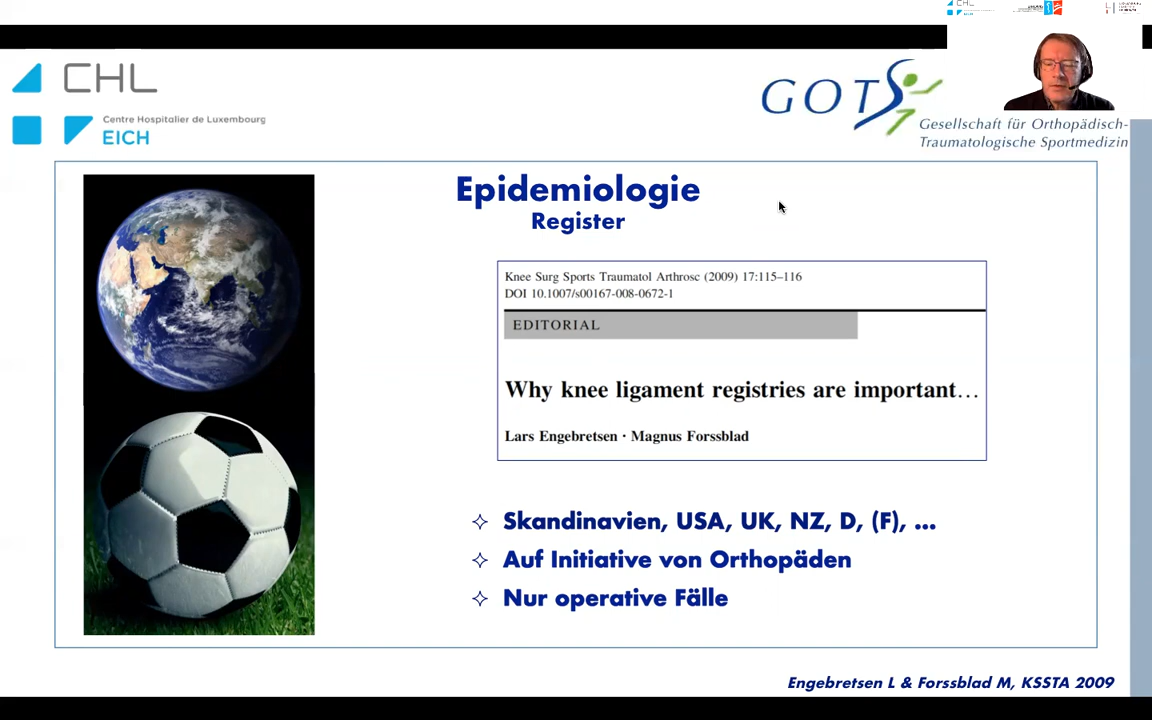 CHL
Centre Hospitalier de Luxembourg
EICH
GOTS
Gesellschaft für Orthopädisch-
Traumatologische Sportmedizin
Epidemiologie
Register
Knee Surg Sports Traumatol Arthrosc (2009) 17:115–116
DOI 10.1007/s00167-008-0672-1
EDITORIAL
Why knee ligament registries are important…
Lars Engebretsen · Magnus Forssblad
Skandinavien, USA, UK, NZ, D, (F), ...
Auf Initiative von Orthopäden
Nur operative Fälle
Engebretsen L & Forssblad M, KSSTA 2009